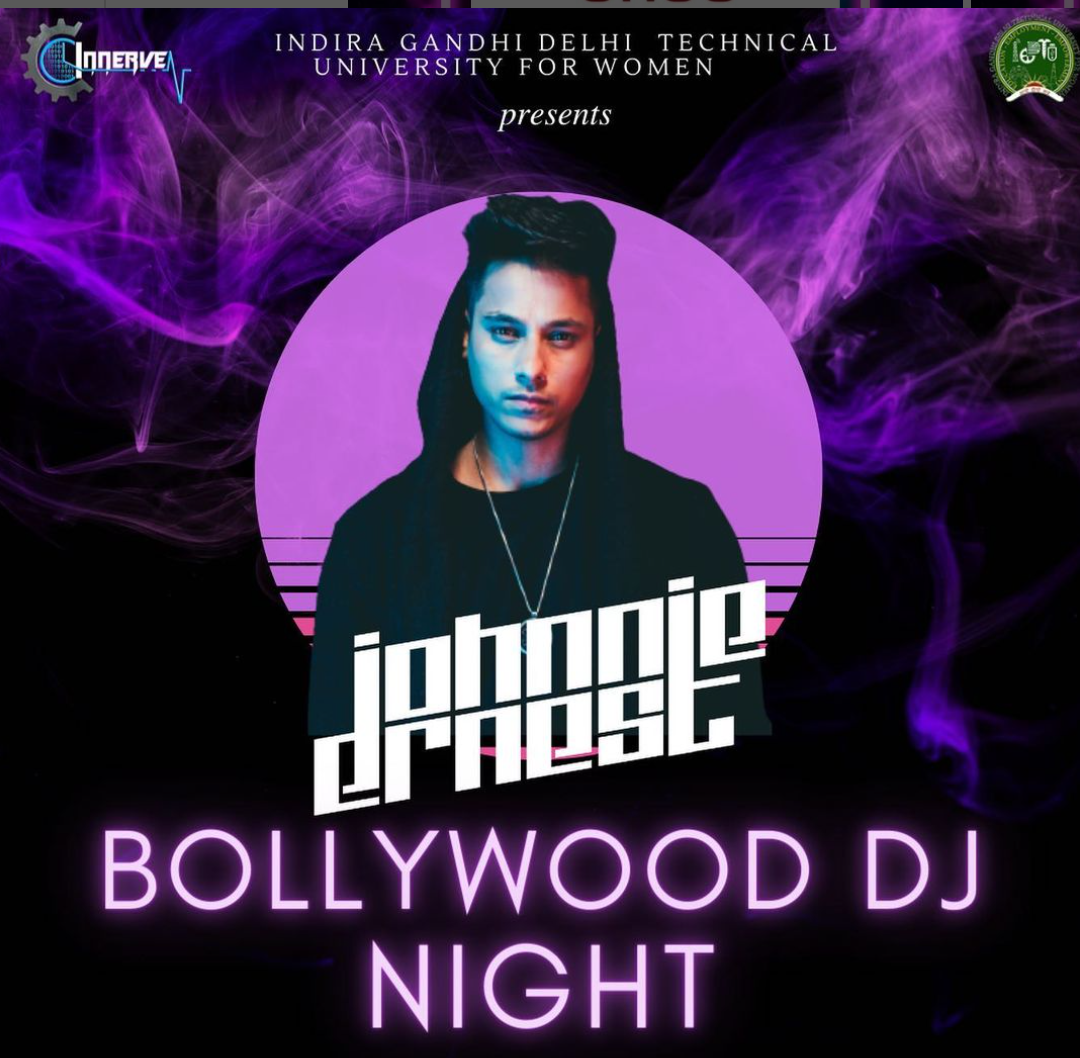 INNERVE
INDIRA GANDHI DELHI TECHNICAL
UNIVERSITY FOR WOMEN
presents
johnnie
ernest
BOLLYWOOD DJ
NIGHT